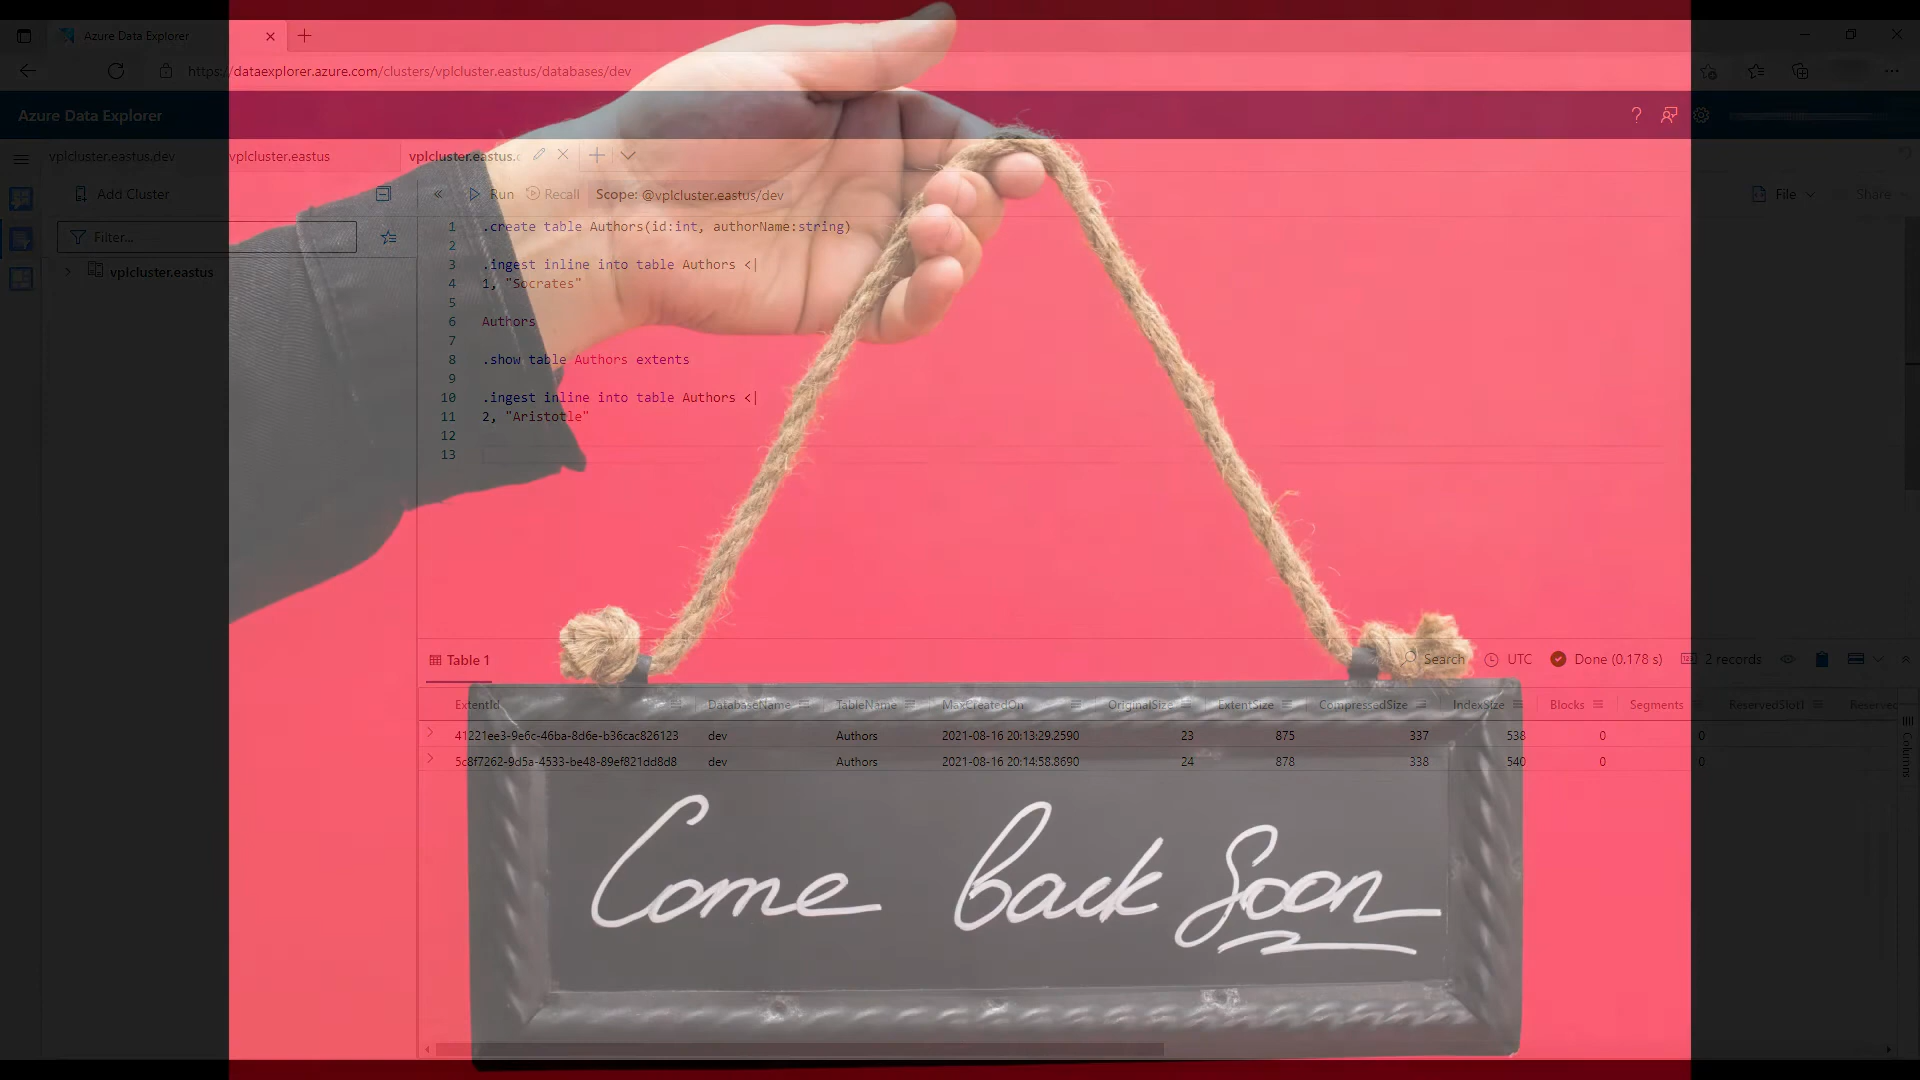 Azure Data Explorer
https://dataexplorer.azure.com/clusters/vplcluster.eastus/databases/dev
Azure Data Explorer
?
vplcluster.eastus.dev
vplcluster.eastus
vplcluster.eastus.
Add Cluster
Run
Recall
Scope: @vplcluster.eastus/dev
File
Share
Filter...
vplcluster.eastus
1 .create table Authors(id:int, authorName:string)
2
3 .ingest inline into table Authors <|
4 1, "Socrates"
5
6 Authors
7
8 .show table Authors extents
9
10 .ingest inline into table Authors <|
11 2, "Aristotle"
12
13
Table 1
Search
UTC
Done (0.178 s)
2 records
ExtentId DatabaseName TableName MaxCreatedOn OriginalSize ExtentSize CompressedSize IndexSize Blocks Segments ReservedSlot1 Reserved
41221ee3-9e6c-46ba-8d6e-b36cac826123 dev Authors 2021-08-16 20:13:29.2590 23 875 337 538 0 0
5c8f7262-9d5a-4533-be48-89ef821dd8d8 dev Authors 2021-08-16 20:14:58.8690 24 878 338 540 0 0
Columns
Come back Soon